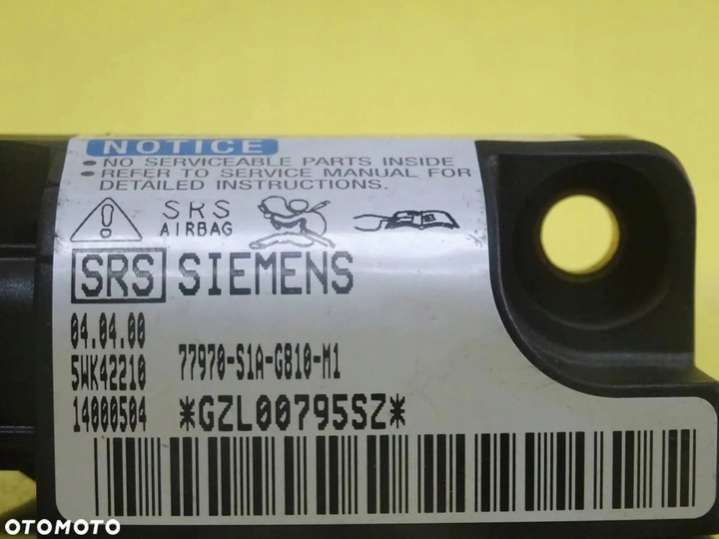 NOTICE
• NO SERVICEABLE PARTS INSIDE
• REFER TO SERVICE MANUAL FOR
DETAILED INSTRUCTIONS.
SRS
AIRBAG
SRS SIEMENS
04.04.00
5WK42210 77970-S1A-G810-M1
14000504 *GZL00795SZ*
OTOMOTO